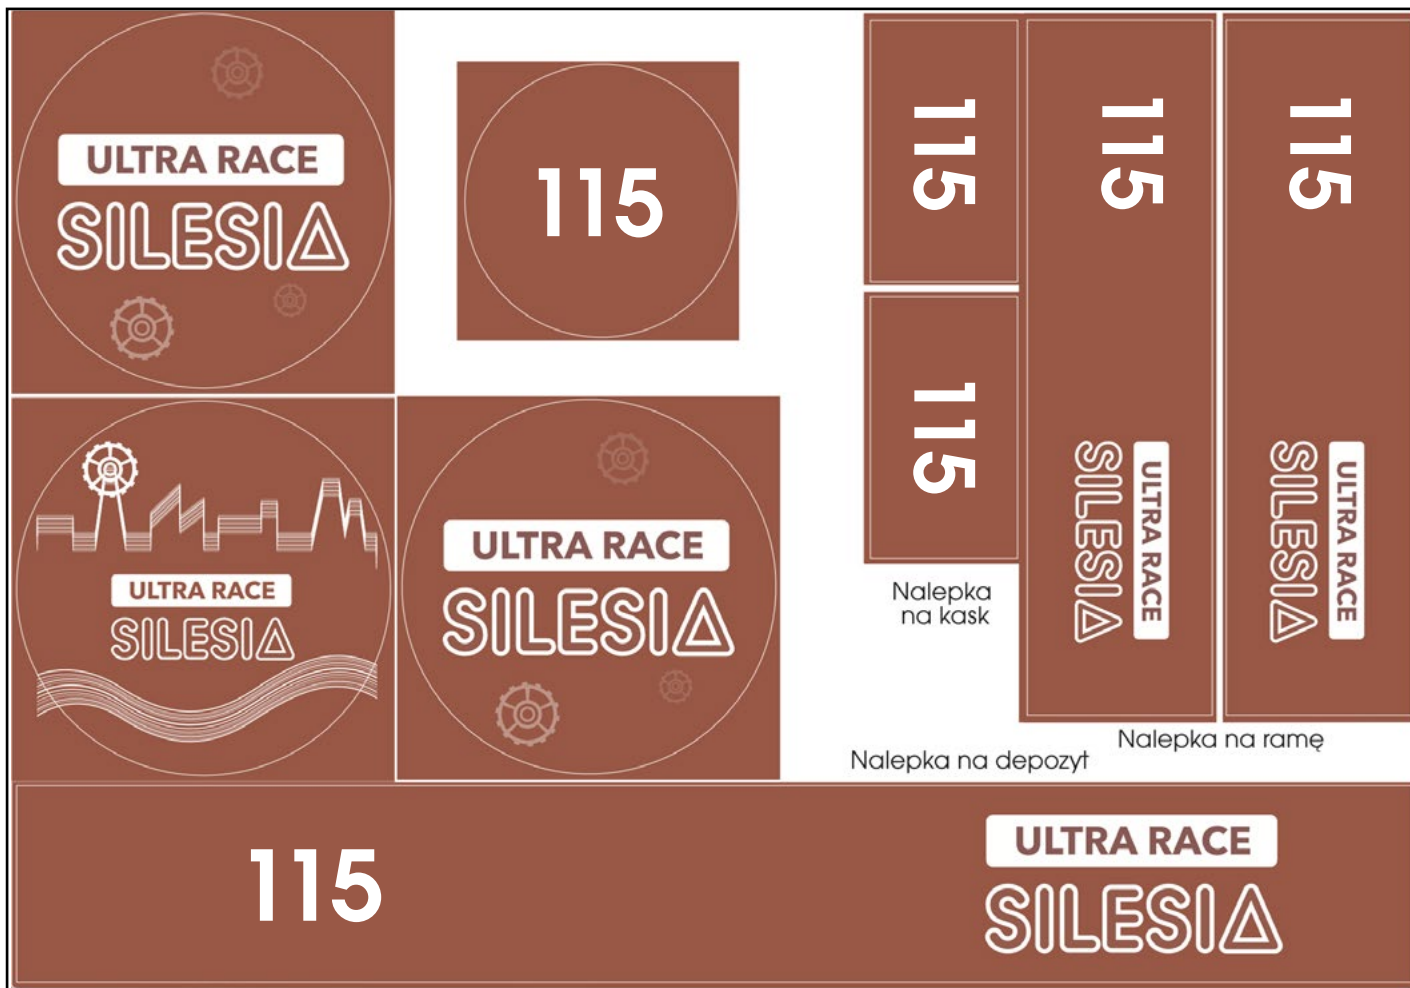 ULTRA RACE
SILESIA
115
115
115
115
115
ULTRA RACE
SILESIA
ULTRA RACE
SILESIA
ULTRA RACE
SILESIA
ULTRA RACE
SILESIA
Nalepka
na kask
Nalepka na ramę
Nalepka na depozyt
115
ULTRA RACE
SILESIA